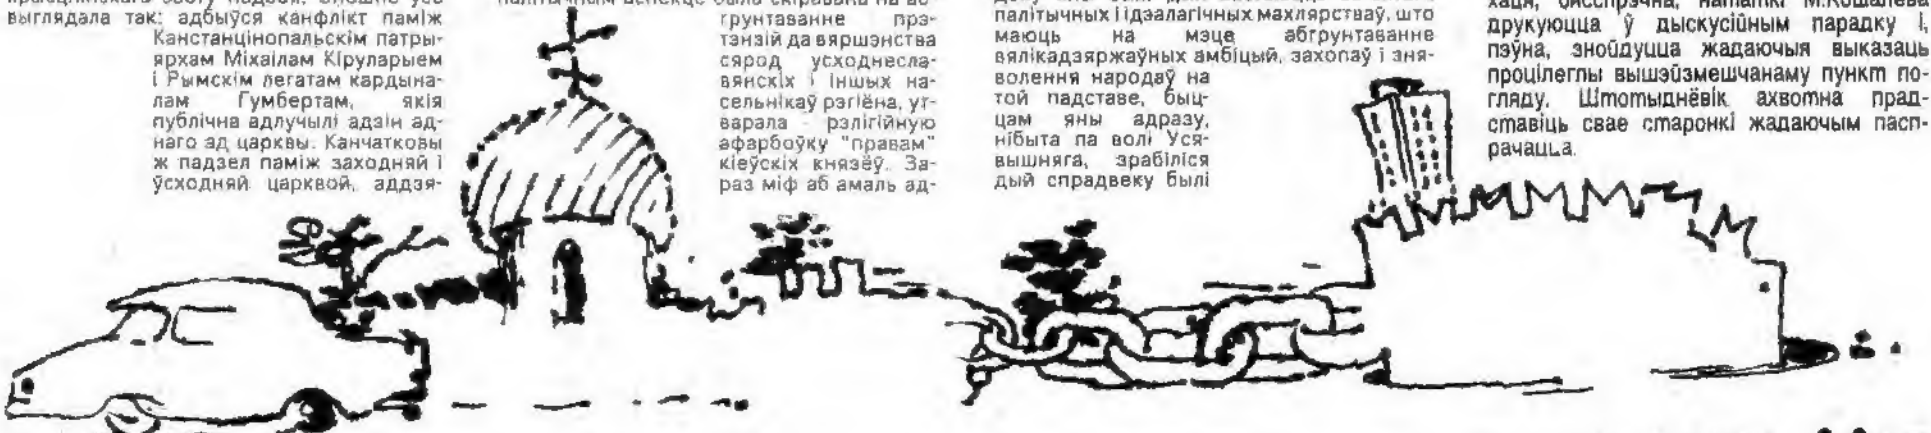 выглядала так: адбыўся канфлікт паміж
Канстанцінопальскім патры-
ярхам Міхаілам Кіруларыем
і Рымскім легатам кардына-
лам Гумбертам, якія
публічна адлучылі адзін ад-
наго ад царквы. Канчатковы
ж падзел паміж заходняй і
ўсходняй царквой, аддзя-
грунтаванне прэ-
тэнзій да вяршэнства
сярод усходнесла-
вянскіх і іншых на-
сельнікаў рэгіёна, ут-
варала рэлігійную
афарбоўку "правам"
кіеўскіх князёў. За-
раз міф аб амаль ад-
палітычных і ідэалагічных махлярстваў, што
маюць на мэце абгрунтаванне
вялікадзяржаўных амбіцый, захопаў і зня-
волення народаў на
той падставе, быц-
цам яны адразу,
нібыта па волі Уся-
вышняга, зрабіліся
дый спрадвеку былі
друкуюцца ў дыскусійным парадку і,
пэўна, знойдуцца жадаючыя выказаць
процілеглы вышэйзмешчанаму пункт по-
гляду. Штотыднёвік ахвотна прад-
ставіць свае старонкі жадаючым пасп-
рачацца.